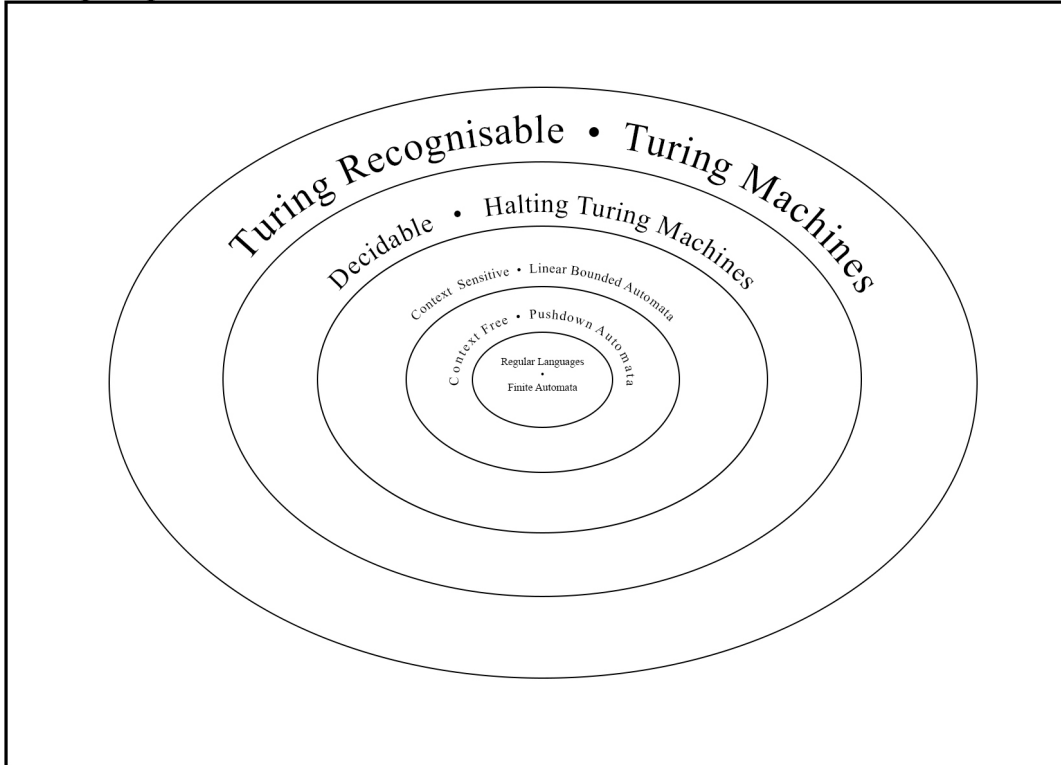 Turing Recognisable • Turing Machines
Decidable • Halting Turing Machines
Context Sensitive • Linear Bounded Automata
Context Free • Pushdown Automata
Regular Languages
•
Finite Automata